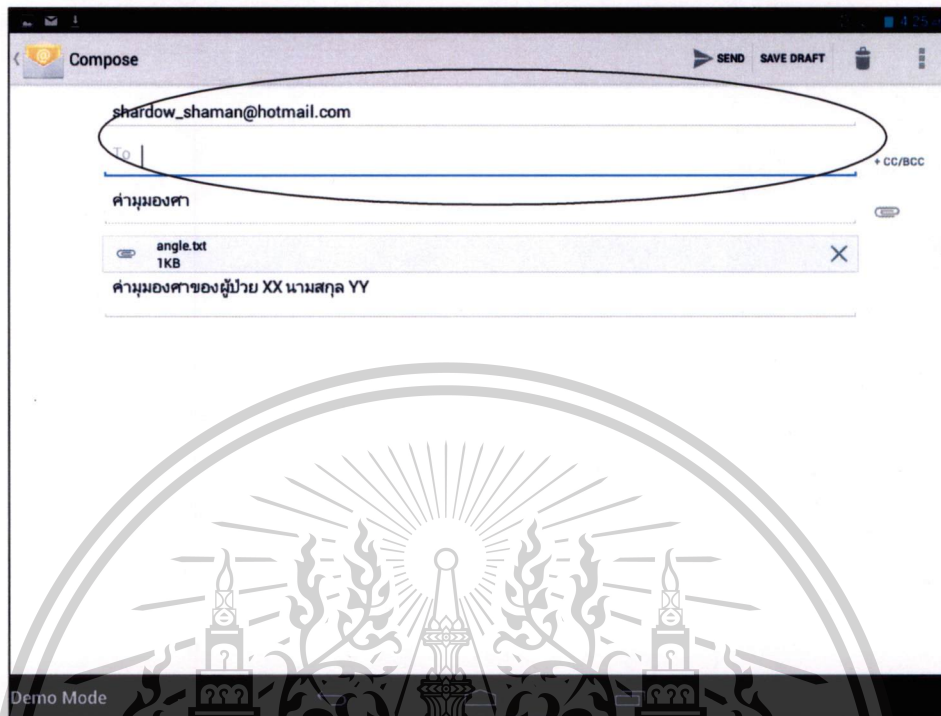 4:25
Compose
SEND SAVE DRAFT
shardow_shaman@hotmail.com
To
+ CC/BCC
ค่ามุมองศา
angle.txt
1KB
ค่ามุมองศาของผู้ป่วย XX นามสกุล YY
Demo Mode